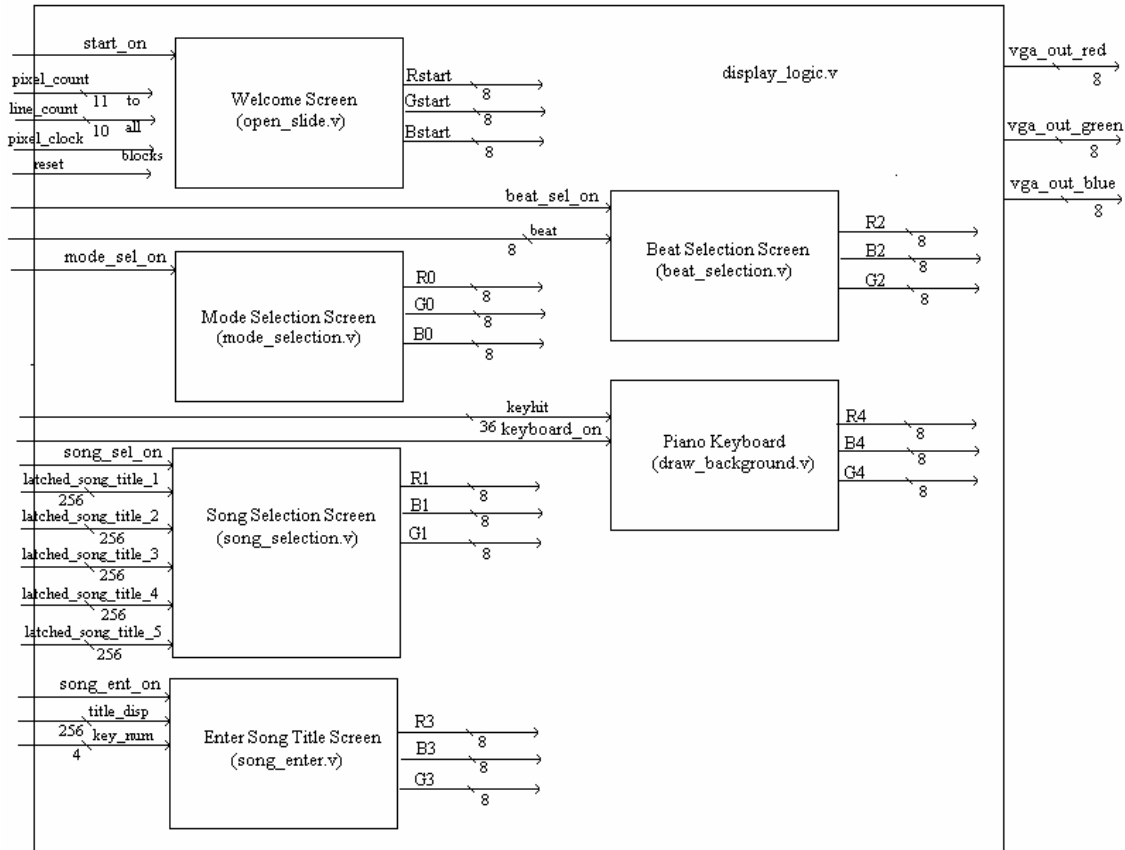 start_on
pixel_count
11 to
line_count
10 all
pixel_clock
blocks
reset
Welcome Screen
(open_slide.v)
Rstart
8
Gstart
8
Bstart
8
display_logic.v
vga_out_red
8
vga_out_green
8
vga_out_blue
8
beat_sel_on
beat
8
Beat Selection Screen
(beat_selection.v)
R2
8
B2
8
G2
8
mode_sel_on
Mode Selection Screen
(mode_selection.v)
R0
8
G0
8
B0
8
keyhit
36 keyboard_on
Piano Keyboard
(draw_background.v)
R4
8
B4
8
G4
8
song_sel_on
latched_song_title_1
256
latched_song_title_2
256
latched_song_title_3
256
latched_song_title_4
256
latched_song_title_5
256
Song Selection Screen
(song_selection.v)
R1
8
B1
8
G1
8
song_ent_on
title_disp
256 key_num
4
Enter Song Title Screen
(song_enter.v)
R3
8
B3
8
G3
8